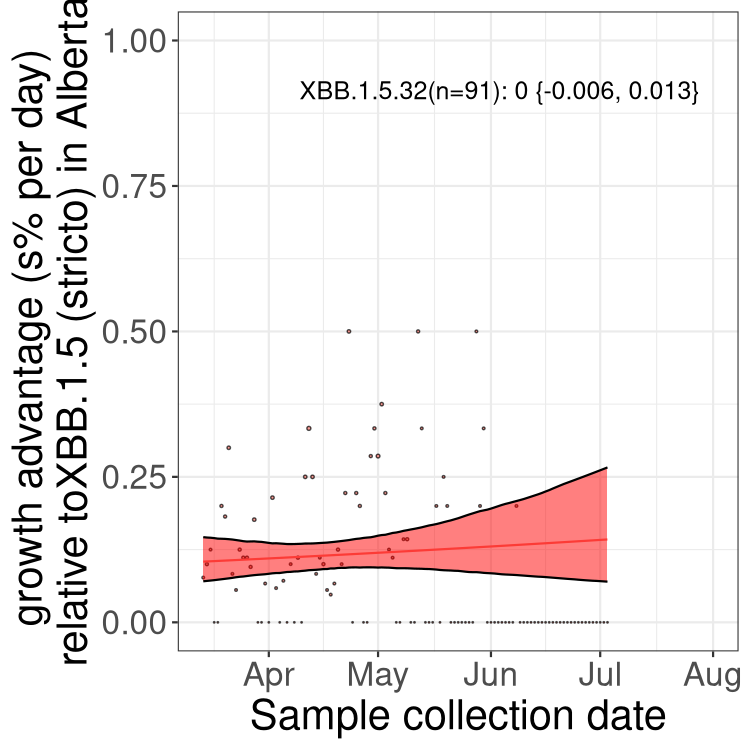 growth advantage (s% per day)
relative toXBB.1.5 (stricto) in Alberta
1.00
0.75
0.50
0.25
0.00
XBB.1.5.32(n=91): 0 {-0.006, 0.013}
Apr May Jun Jul Aug
Sample collection date